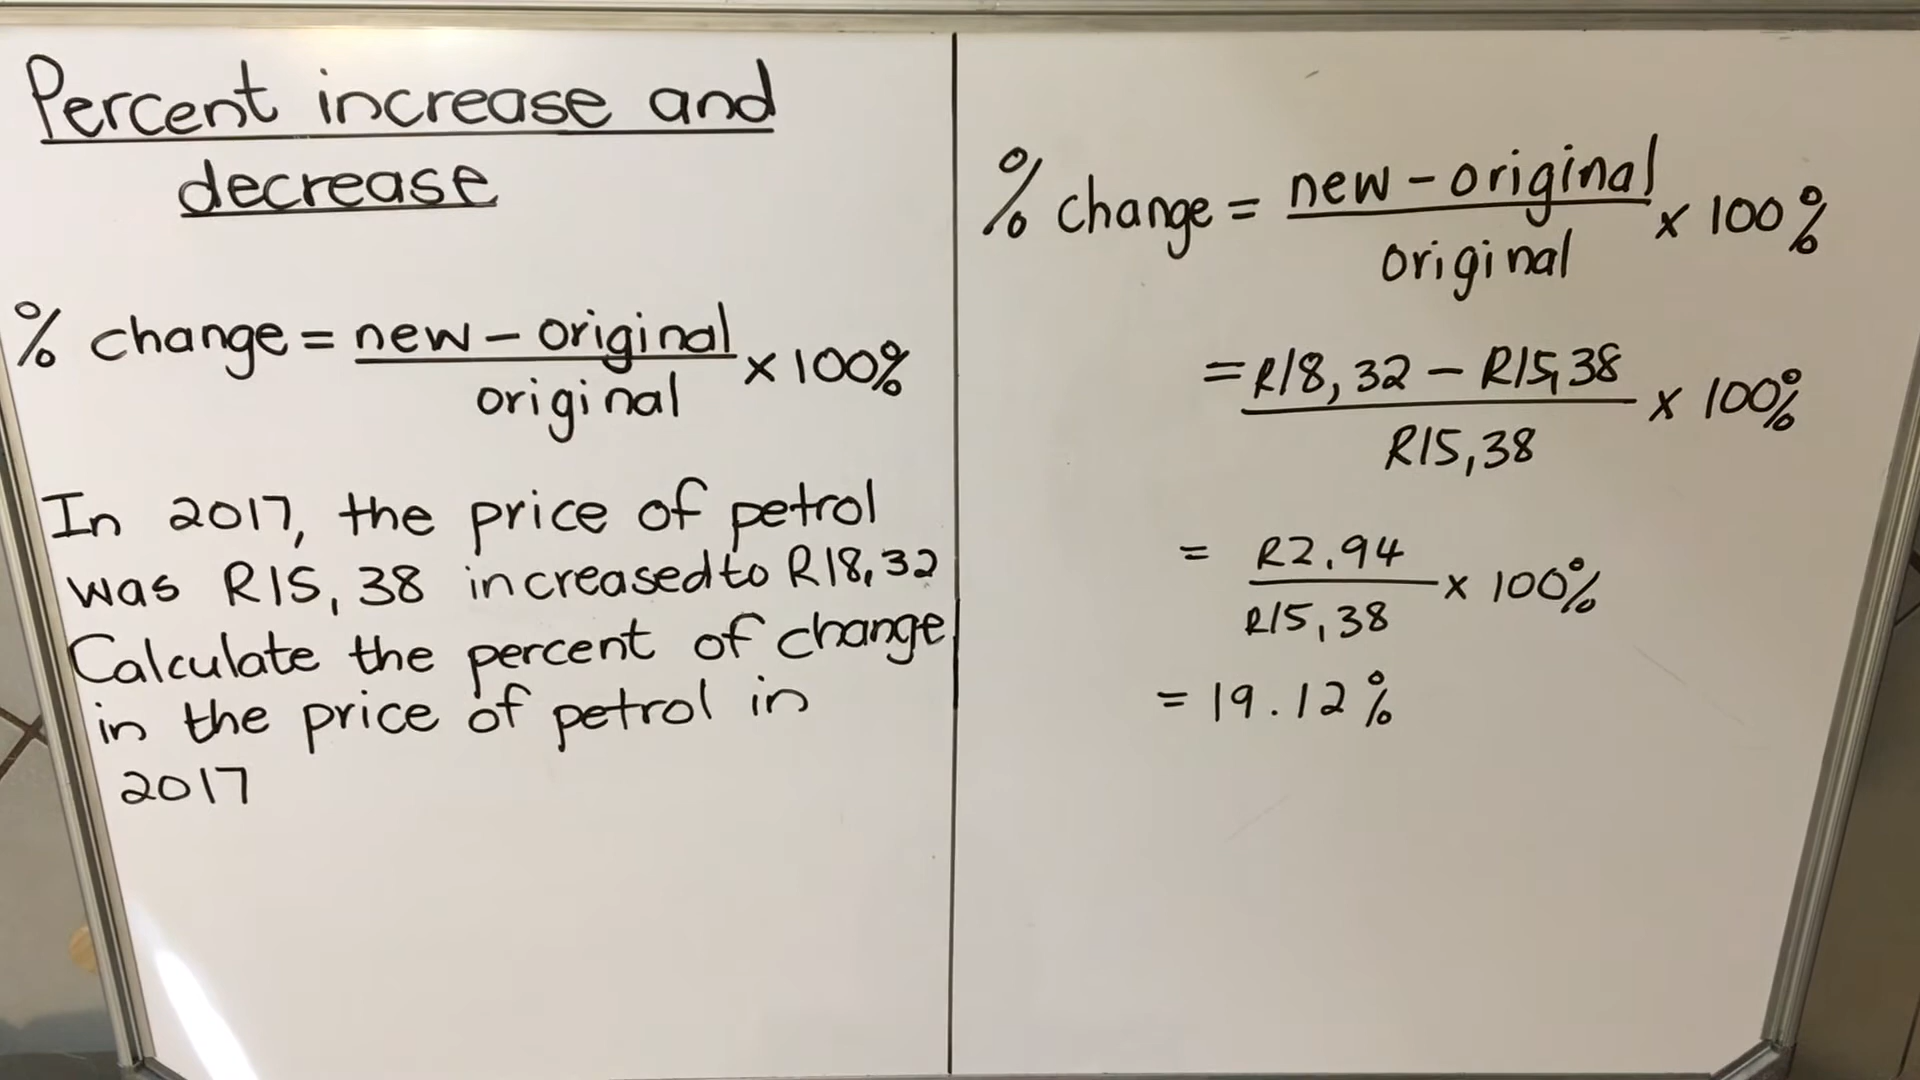 Percent increase and
decrease
% change = new - original / original x 100%
In 2017, the price of petrol
was R15,38 increased to R18,32
Calculate the percent of change
in the price of petrol in
2017
% change = new - original / original x 100%
= R18,32 - R15,38 / R15,38 x 100%
= R2.94 / R15,38 x 100%
= 19.12%